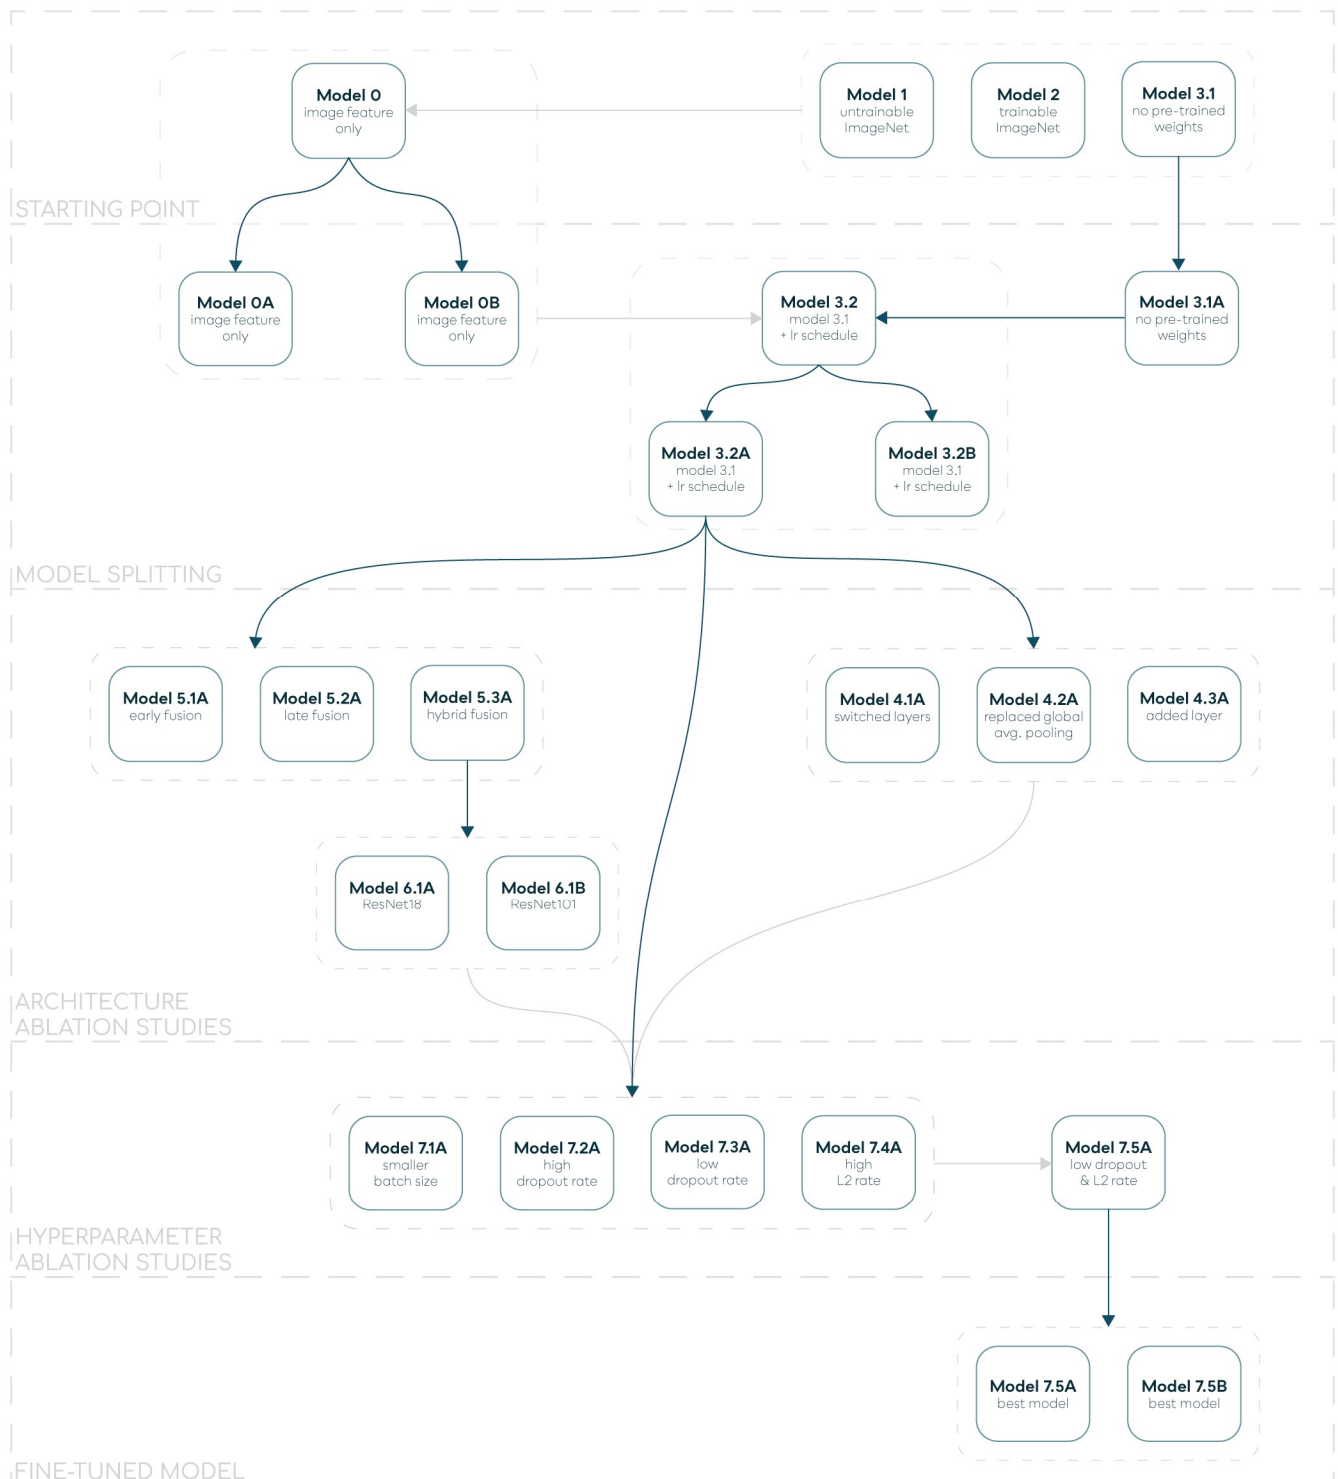 Model 0
image feature
only
Model 1
untrainable
ImageNet
Model 2
trainable
ImageNet
Model 3.1
no pre-trained
weights
STARTING POINT
Model 0A
image feature
only
Model 0B
image feature
only
Model 3.2
model 3.1
+ lr schedule
Model 3.1A
no pre-trained
weights
Model 3.2A
model 3.1
+ lr schedule
Model 3.2B
model 3.1
+ lr schedule
MODEL SPLITTING
Model 5.1A
early fusion
Model 5.2A
late fusion
Model 5.3A
hybrid fusion
Model 4.1A
switched layers
Model 4.2A
replaced global
avg. pooling
Model 4.3A
added layer
Model 6.1A
ResNet18
Model 6.1B
ResNet101
ARCHITECTURE
ABLATION STUDIES
Model 7.1A
smaller
batch size
Model 7.2A
high
dropout rate
Model 7.3A
low
dropout rate
Model 7.4A
high
L2 rate
Model 7.5A
low dropout
& L2 rate
HYPERPARAMETER
ABLATION STUDIES
Model 7.5A
best model
Model 7.5B
best model
FINE-TUNED MODEL